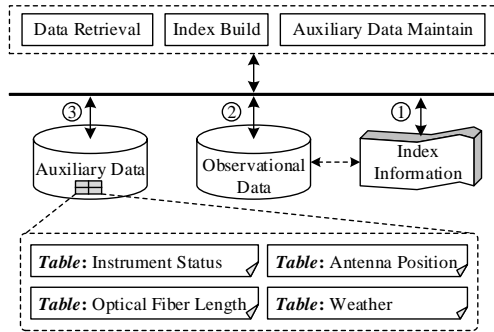 Data Retrieval
Index Build
Auxiliary Data Maintain
③
②
①
Auxiliary Data
Observational
Data
Index
Information
Table: Instrument Status
Table: Antenna Position
Table: Optical Fiber Length
Table: Weather